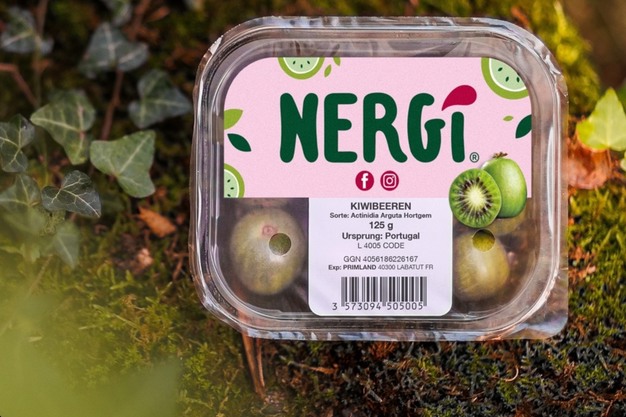 NERGi®
KIWIBEEREN
Sorte: Actinidia Arguta Hortgem
125 g
Ursprung: Portugal
L 4005 CODE
GGN 4056186226167
Exp: PRIMLAND 40300 LABATUT FR
3 573094 505005